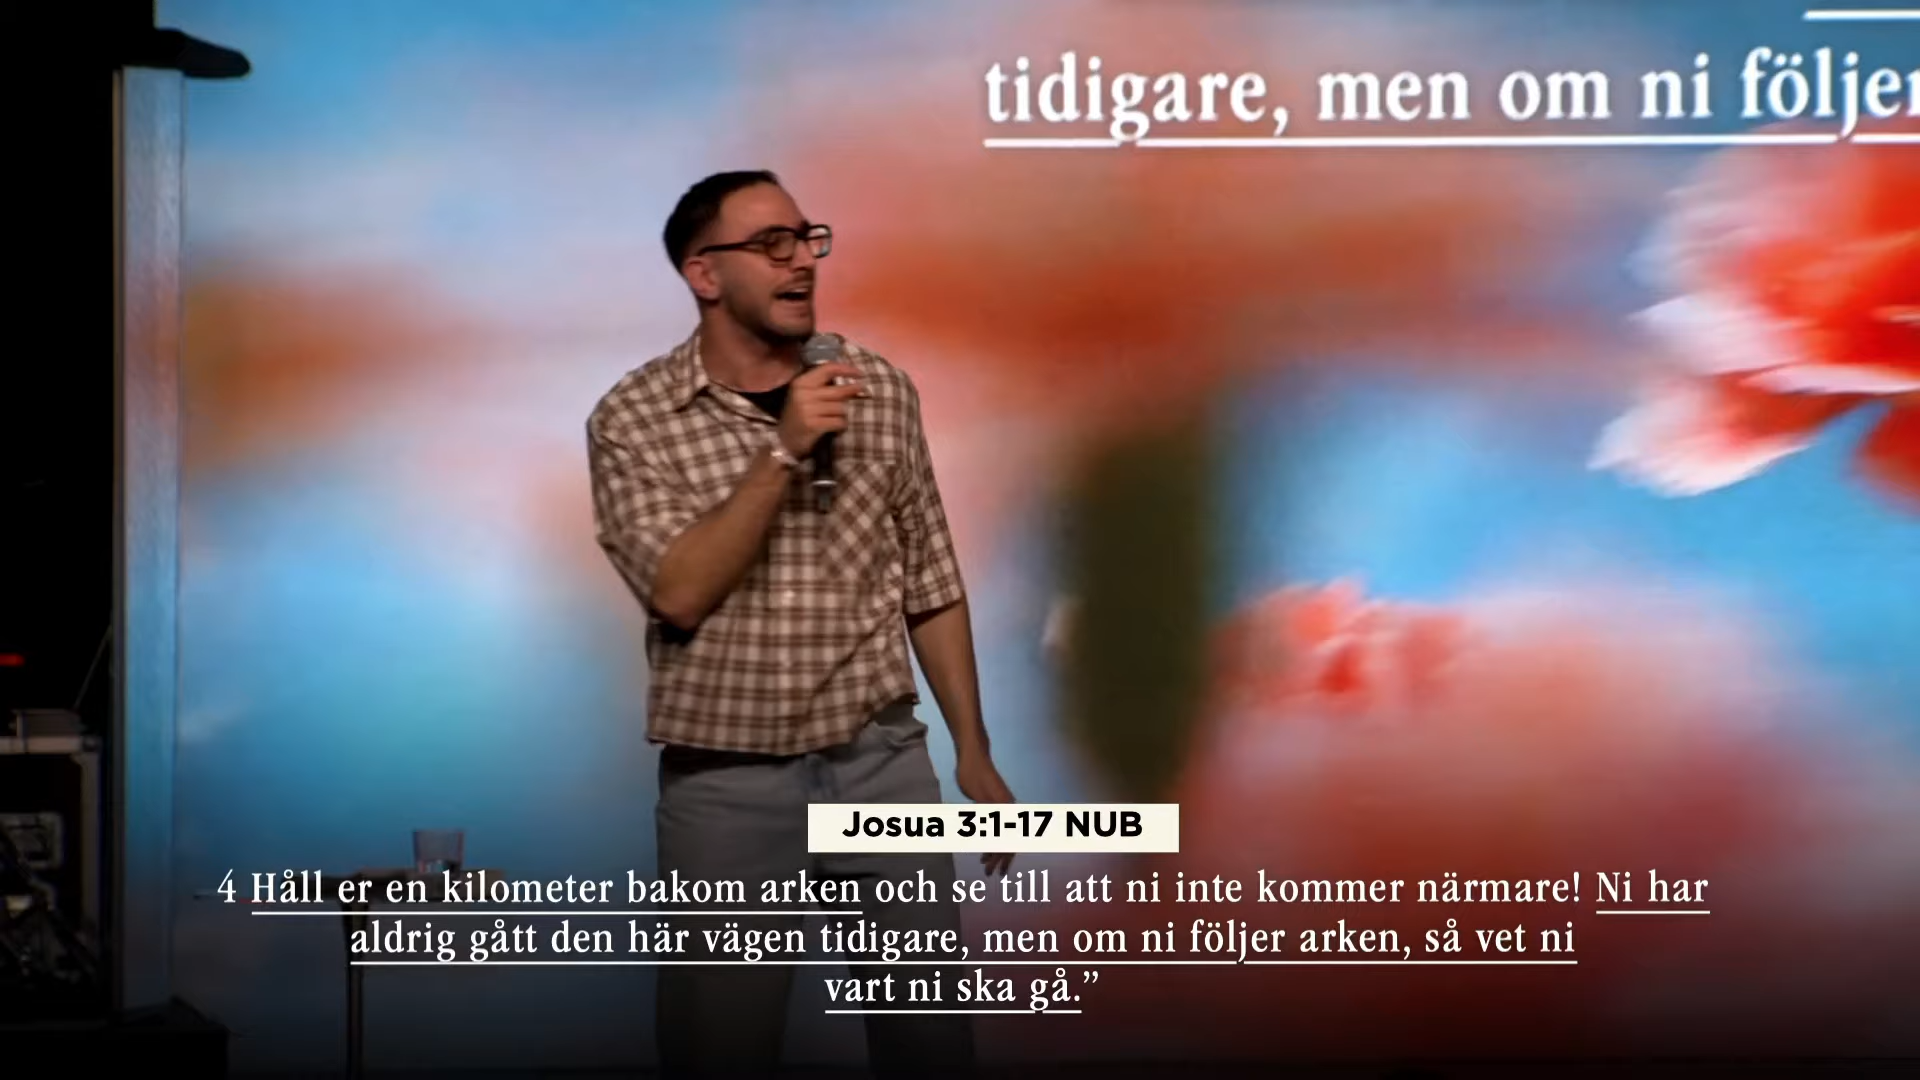 tidigare, men om ni följer
Josua 3:1-17 NUB
4 Håll er en kilometer bakom arken och se till att ni inte kommer närmare! Ni har
aldrig gått den här vägen tidigare, men om ni följer arken, så vet ni
vart ni ska gå.”